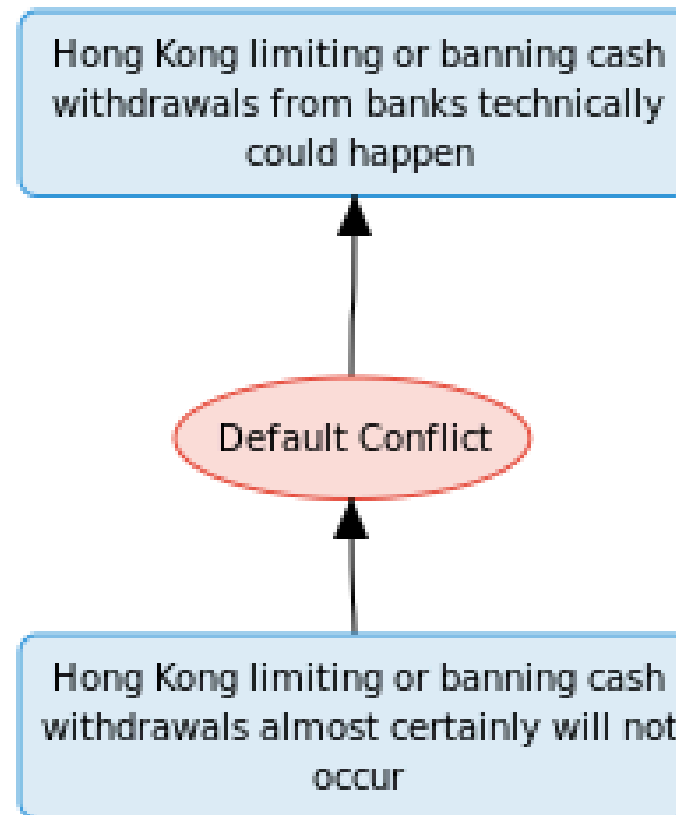 Hong Kong limiting or banning cash
withdrawals from banks technically
could happen
Default Conflict
Hong Kong limiting or banning cash
withdrawals almost certainly will not
occur